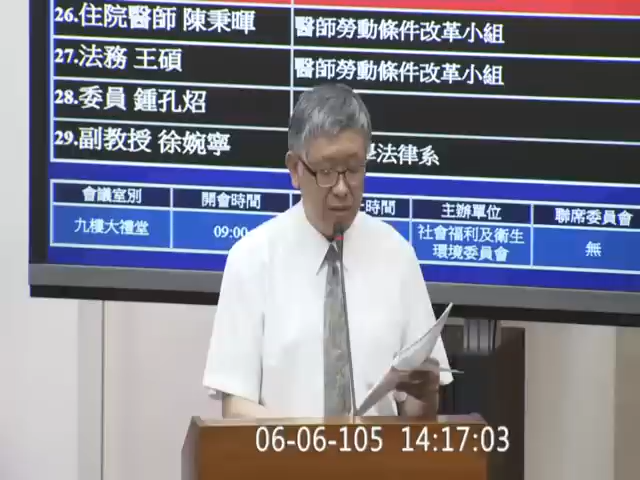 26.住院醫師 陳秉暉 醫師勞動條件改革小組
27.法務 王碩 醫師勞動條件改革小組
28.委員 鍾孔炤
29.副教授 徐婉寧 學法律系
會議室別 開會時間 時間 主辦單位 聯席委員會
九樓大禮堂 09:00 社會福利及衛生環境委員會 無
06-06-105 14:17:03